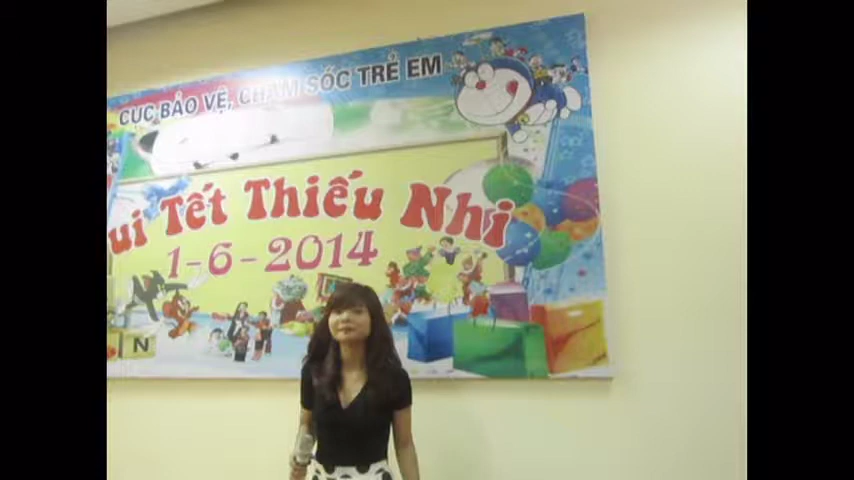 CỤC BẢO VỆ, CHĂM SÓC TRẺ EM
ui Tết Thiếu Nhi
1-6-2014
N